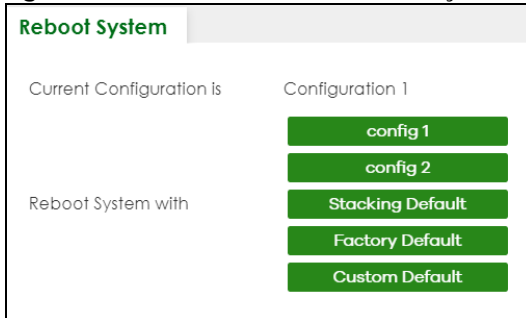 Reboot System
Current Configuration is Configuration 1
config 1
config 2
Reboot System with Stacking Default
Factory Default
Custom Default